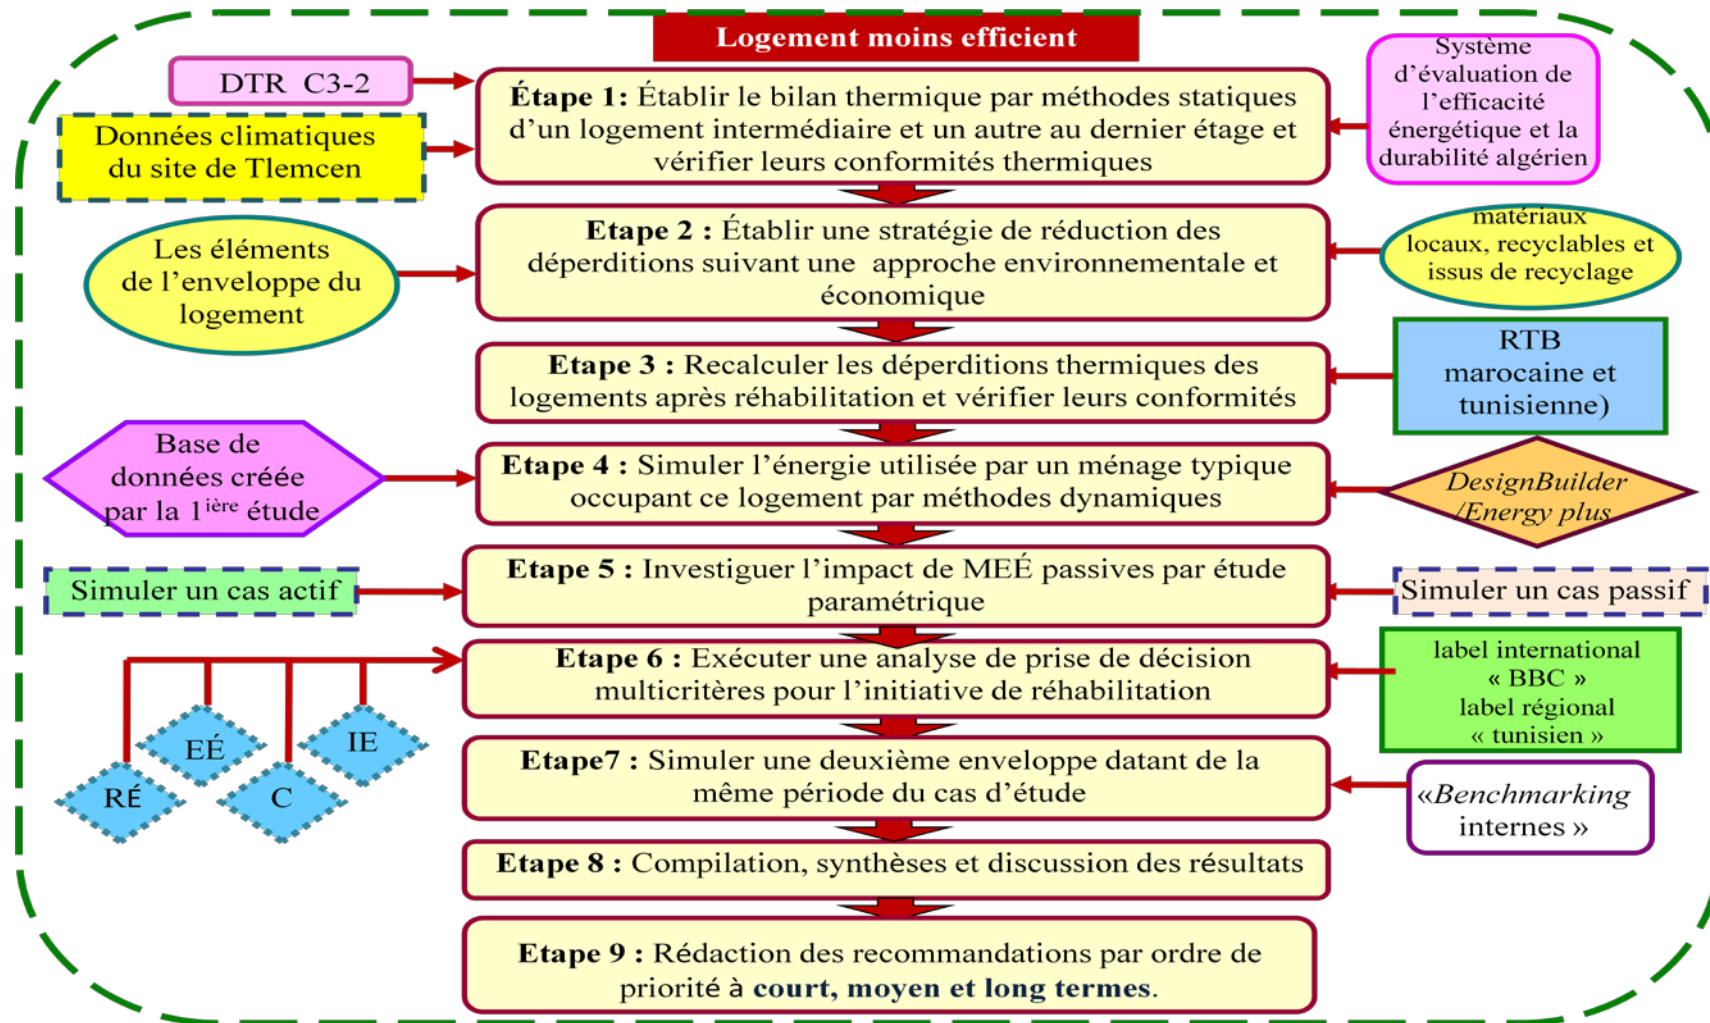 Logement moins efficient
DTR  C3-2
Données climatiques
du site de Tlemcen
Étape 1: Établir le bilan thermique par méthodes statiques
d'un logement intermédiaire et un autre au dernier étage et
vérifier leurs conformités thermiques
Système
d'évaluation de
l'efficacité
énergétique et la
durabilité algérien
Les éléments
de l'enveloppe du
logement
Etape 2 : Établir une stratégie de réduction des
déperditions suivant une  approche environnementale et
économique
matériaux
locaux, recyclables et
issus de recyclage
Etape 3 : Recalculer les déperditions thermiques des
logements après réhabilitation et vérifier leurs conformités
RTB
marocaine et
tunisienne)
Base de
données créée
par la 1ière étude
Etape 4 : Simuler l'énergie utilisée par un ménage typique
occupant ce logement par méthodes dynamiques
DesignBuilder
/Energy plus
Simuler un cas actif
Etape 5 : Investiguer l'impact de MEÉ passives par étude
paramétrique
Simuler un cas passif
Etape 6 : Exécuter une analyse de prise de décision
multicritères pour l'initiative de réhabilitation
label international
« BBC »
label régional
« tunisien »
EÉ
IE
RÉ
C
Etape7 : Simuler une deuxième enveloppe datant de la
même période du cas d'étude
«Benchmarking
internes »
Etape 8 : Compilation, synthèses et discussion des résultats
Etape 9 : Rédaction des recommandations par ordre de
priorité à court, moyen et long termes.